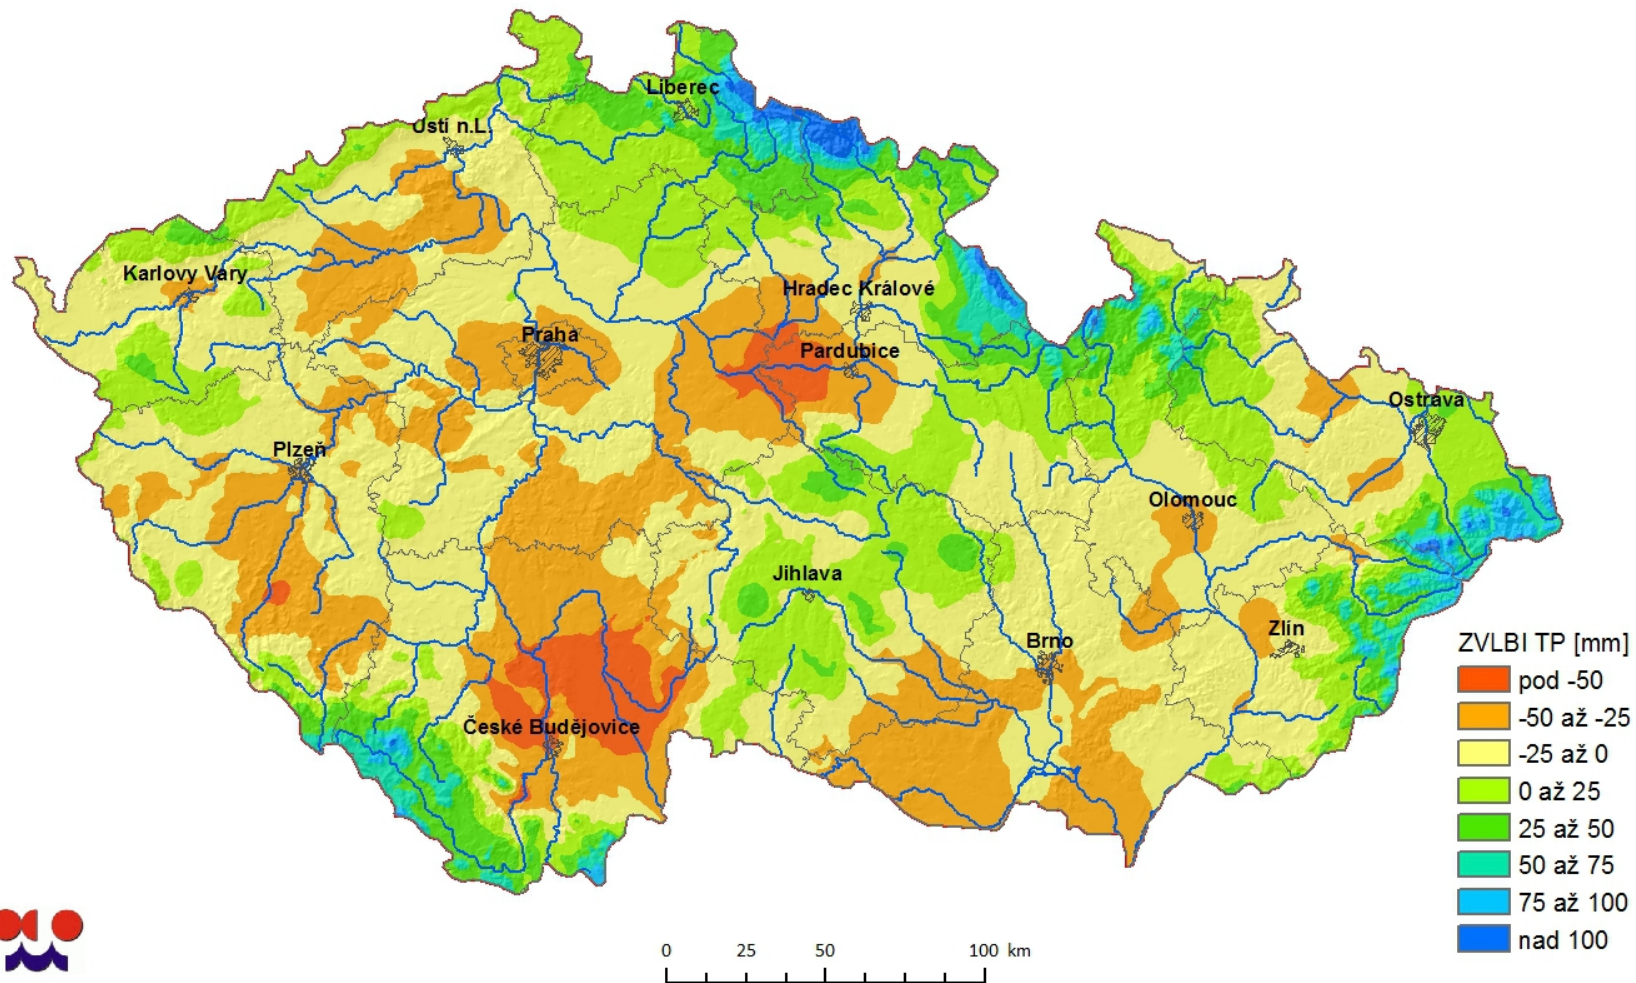 Liberec
Ústí n.L.
Karlovy Vary
Hradec Králové
Praha
Pardubice
Ostrava
Plzeň
Olomouc
Jihlava
Zlín
Brno
České Budějovice
ZVLBI TP [mm]
pod -50
-50 až -25
-25 až 0
0 až 25
25 až 50
50 až 75
75 až 100
nad 100
0 25 50 100 km